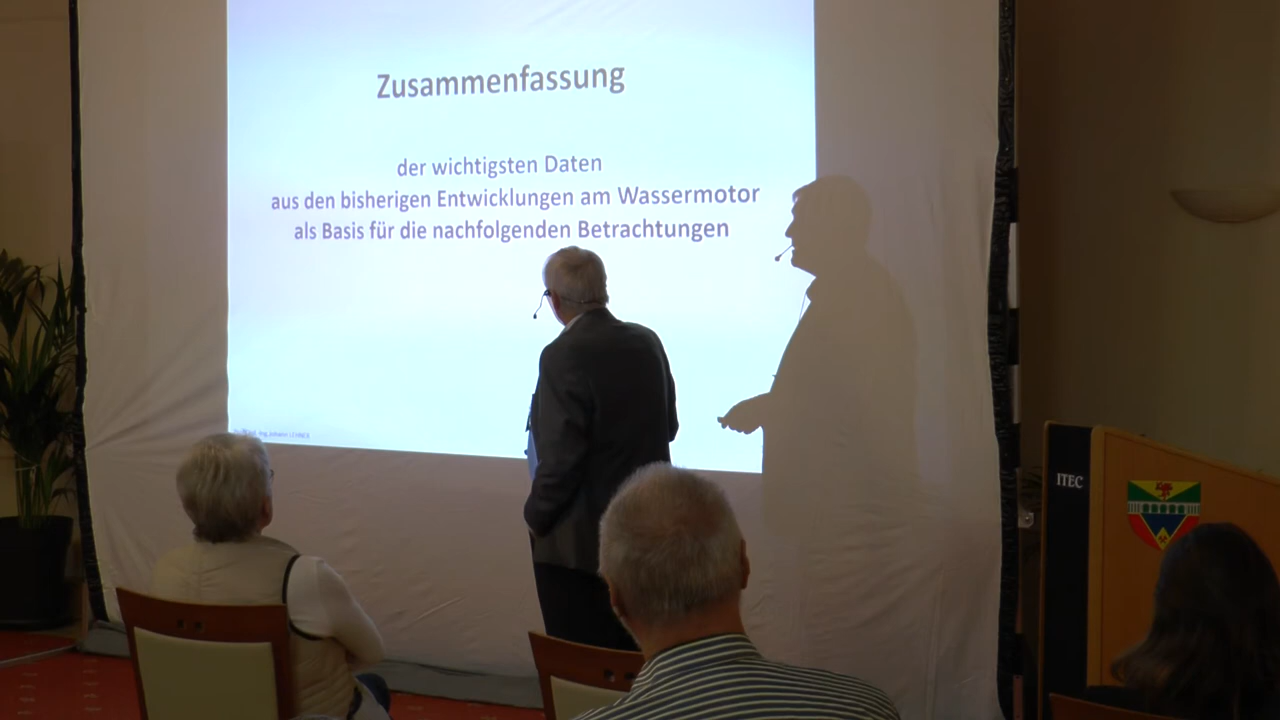 Zusammenfassung
der wichtigsten Daten
aus den bisherigen Entwicklungen am Wassermotor
als Basis für die nachfolgenden Betrachtungen
ITEC